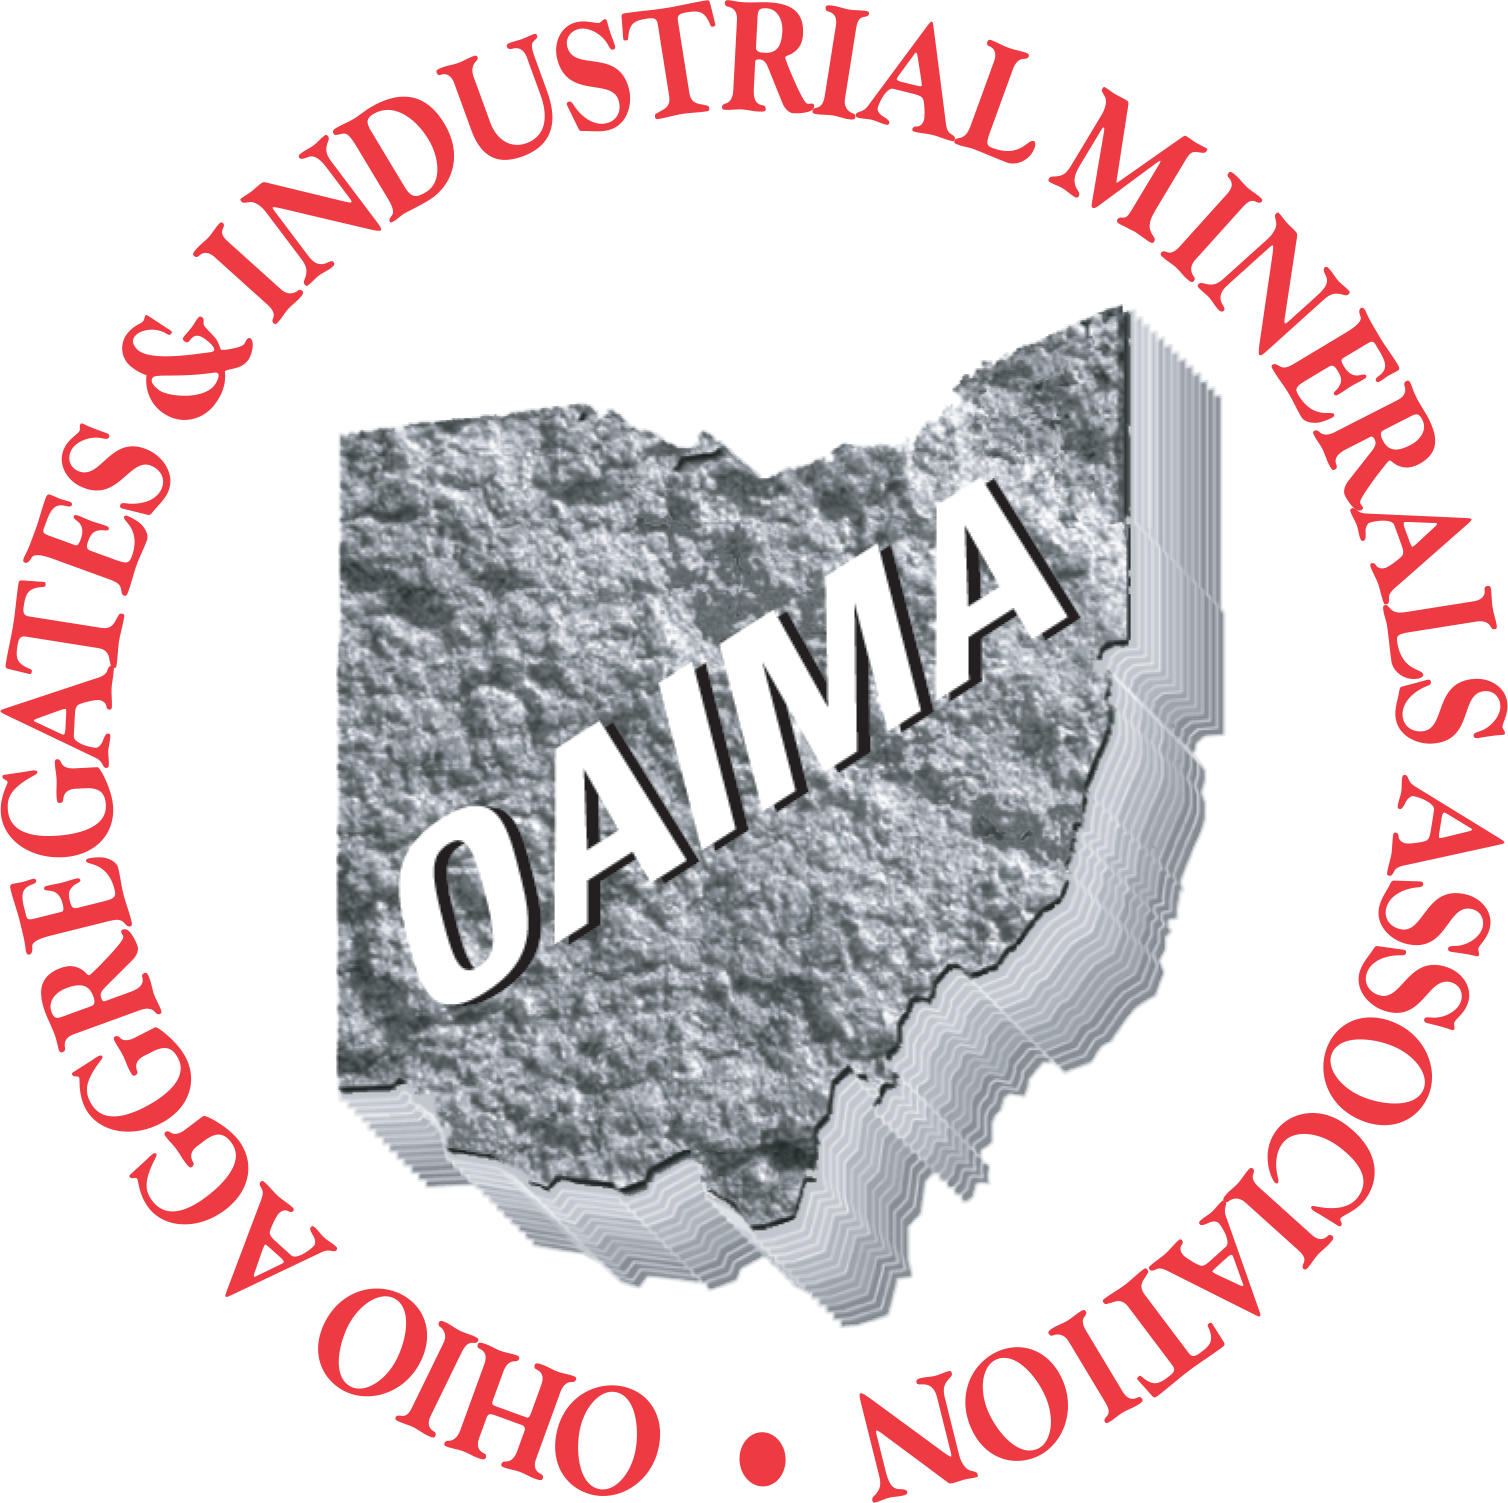 OHIO AGGREGATES & INDUSTRIAL MINERALS ASSOCIATION •
OAIMA